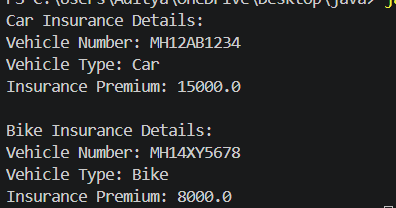 PS C:\Users\Aditya\OneDrive\Desktop\java>
Car Insurance Details:
Vehicle Number: MH12AB1234
Vehicle Type: Car
Insurance Premium: 15000.0
Bike Insurance Details:
Vehicle Number: MH14XY5678
Vehicle Type: Bike
Insurance Premium: 8000.0